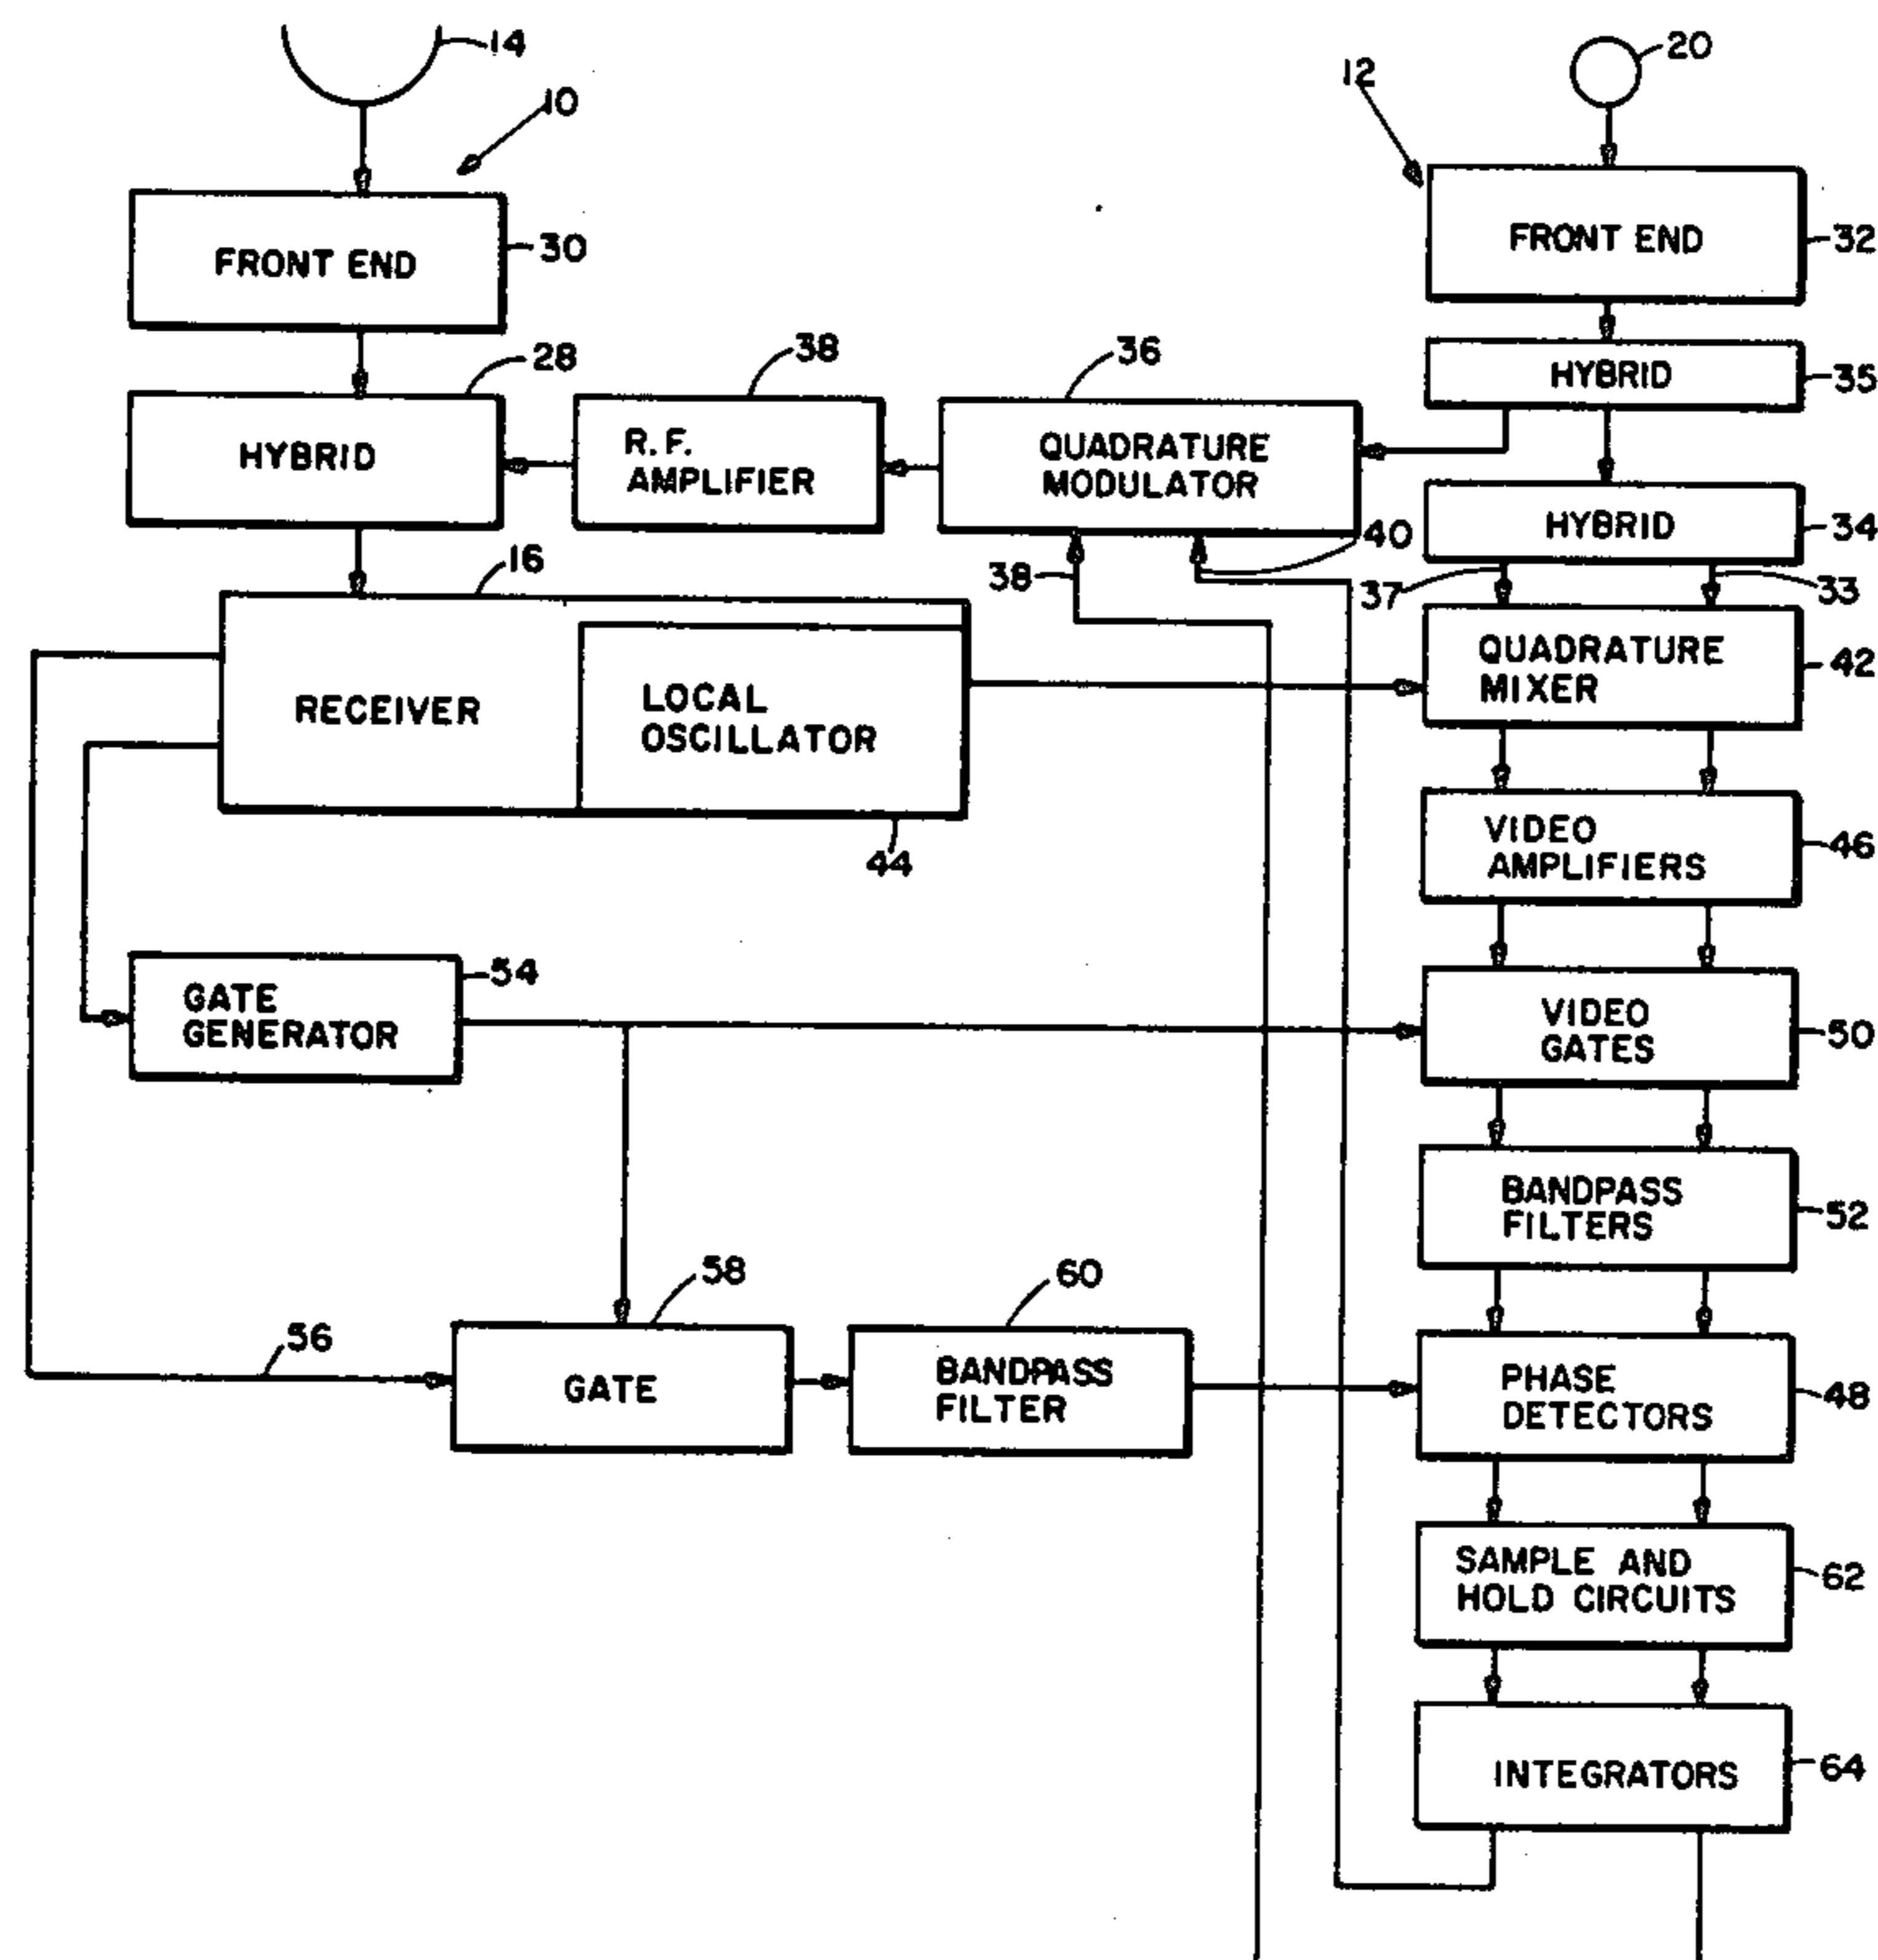 14
10
12
20
FRONT END
30
FRONT END
32
28
38
36
HYBRID
35
HYBRID
R.F.
AMPLIFIER
QUADRATURE
MODULATOR
HYBRID
34
16
38
40
37
33
RECEIVER
LOCAL
OSCILLATOR
44
QUADRATURE
MIXER
42
VIDEO
AMPLIFIERS
46
GATE
GENERATOR
54
VIDEO
GATES
50
BANDPASS
FILTERS
52
56
58
60
GATE
BANDPASS
FILTER
PHASE
DETECTORS
48
SAMPLE AND
HOLD CIRCUITS
62
INTEGRATORS
64